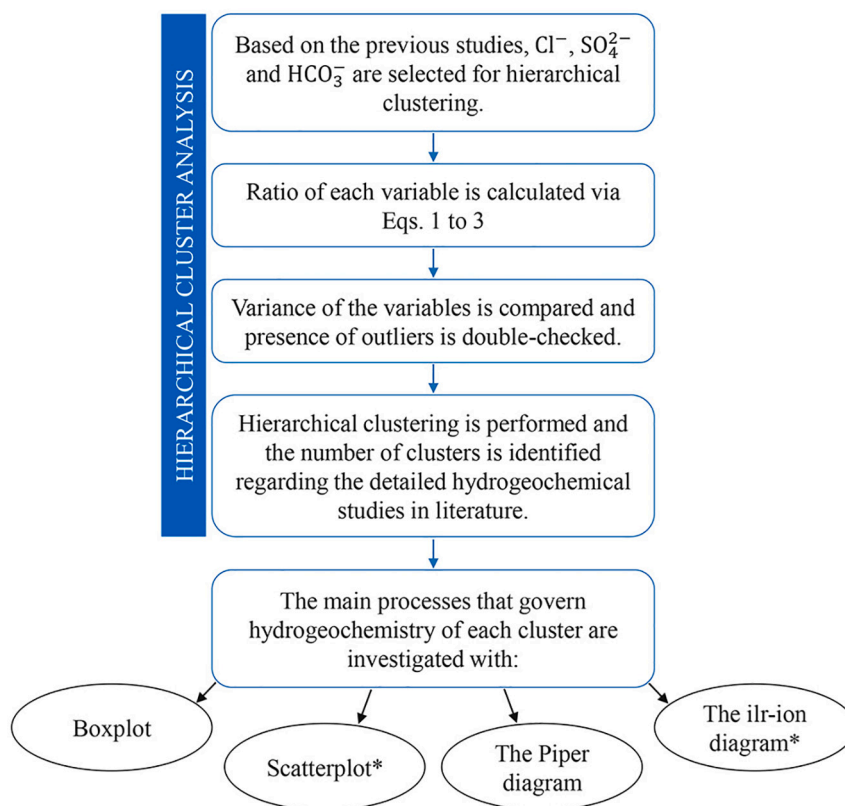 HIERARCHICAL CLUSTER ANALYSIS
Based on the previous studies, Cl⁻, SO₄²⁻
and HCO₃⁻ are selected for hierarchical
clustering.
Ratio of each variable is calculated via
Eqs. 1 to 3
Variance of the variables is compared and
presence of outliers is double-checked.
Hierarchical clustering is performed and
the number of clusters is identified
regarding the detailed hydrogeochemical
studies in literature.
The main processes that govern
hydrogeochemistry of each cluster are
investigated with:
Boxplot
Scatterplot*
The Piper
diagram
The ilr-ion
diagram*